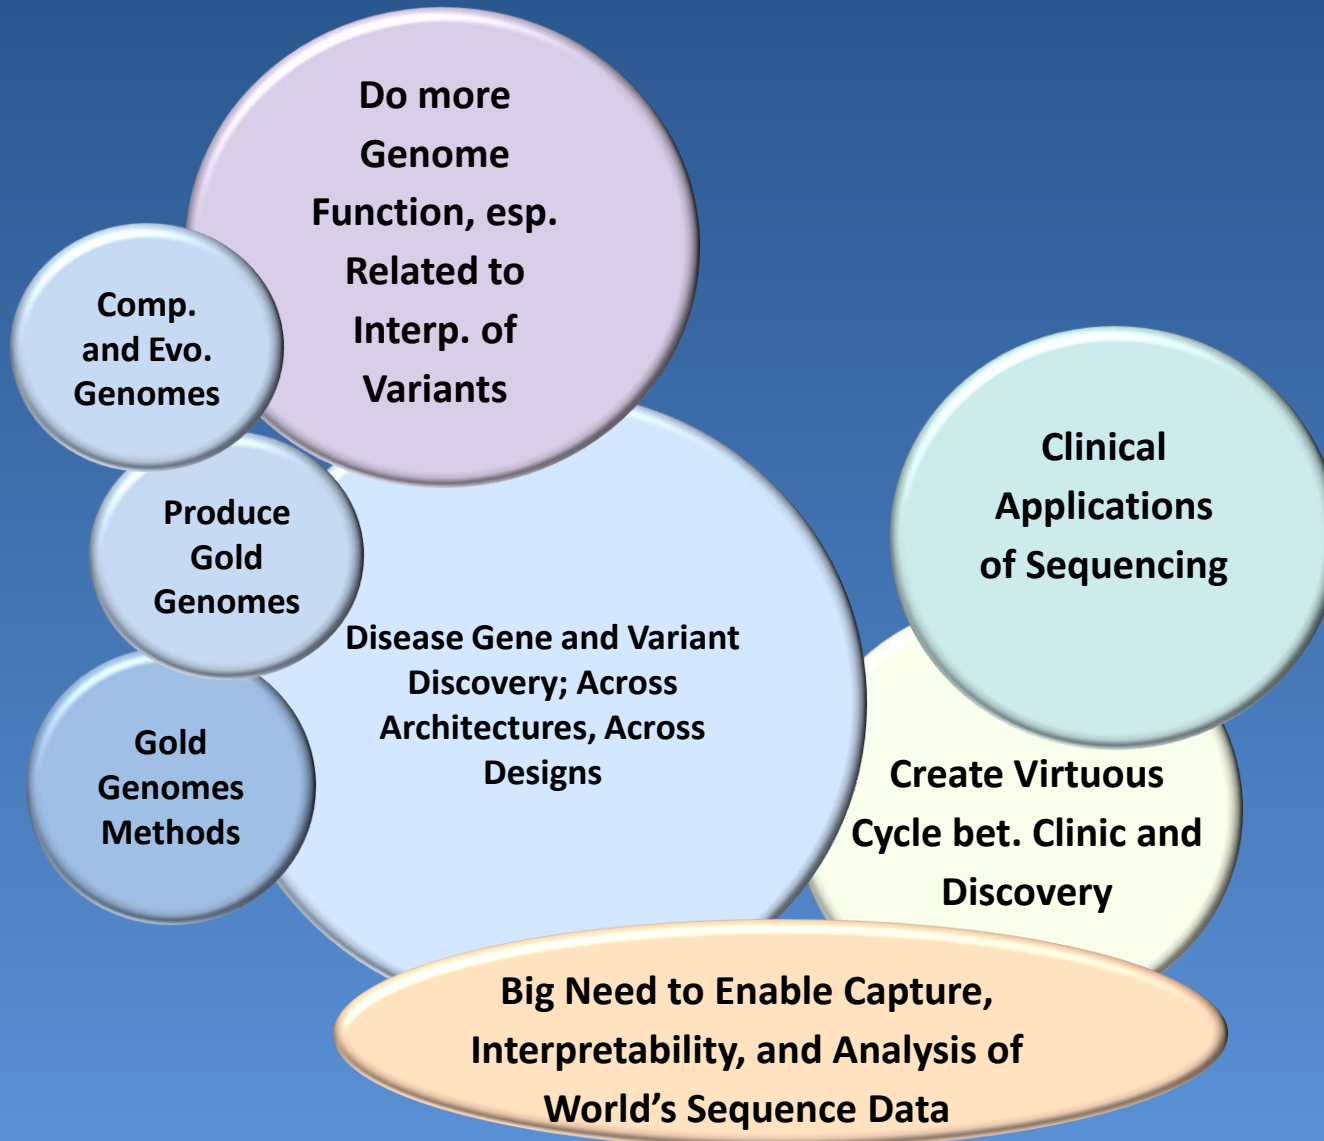 Do more
Genome
Function, esp.
Related to
Interp. of
Variants
Comp.
and Evo.
Genomes
Produce
Gold
Genomes
Gold
Genomes
Methods
Disease Gene and Variant
Discovery; Across
Architectures, Across
Designs
Clinical
Applications
of Sequencing
Create Virtuous
Cycle bet. Clinic and
Discovery
Big Need to Enable Capture,
Interpretability, and Analysis of
World’s Sequence Data